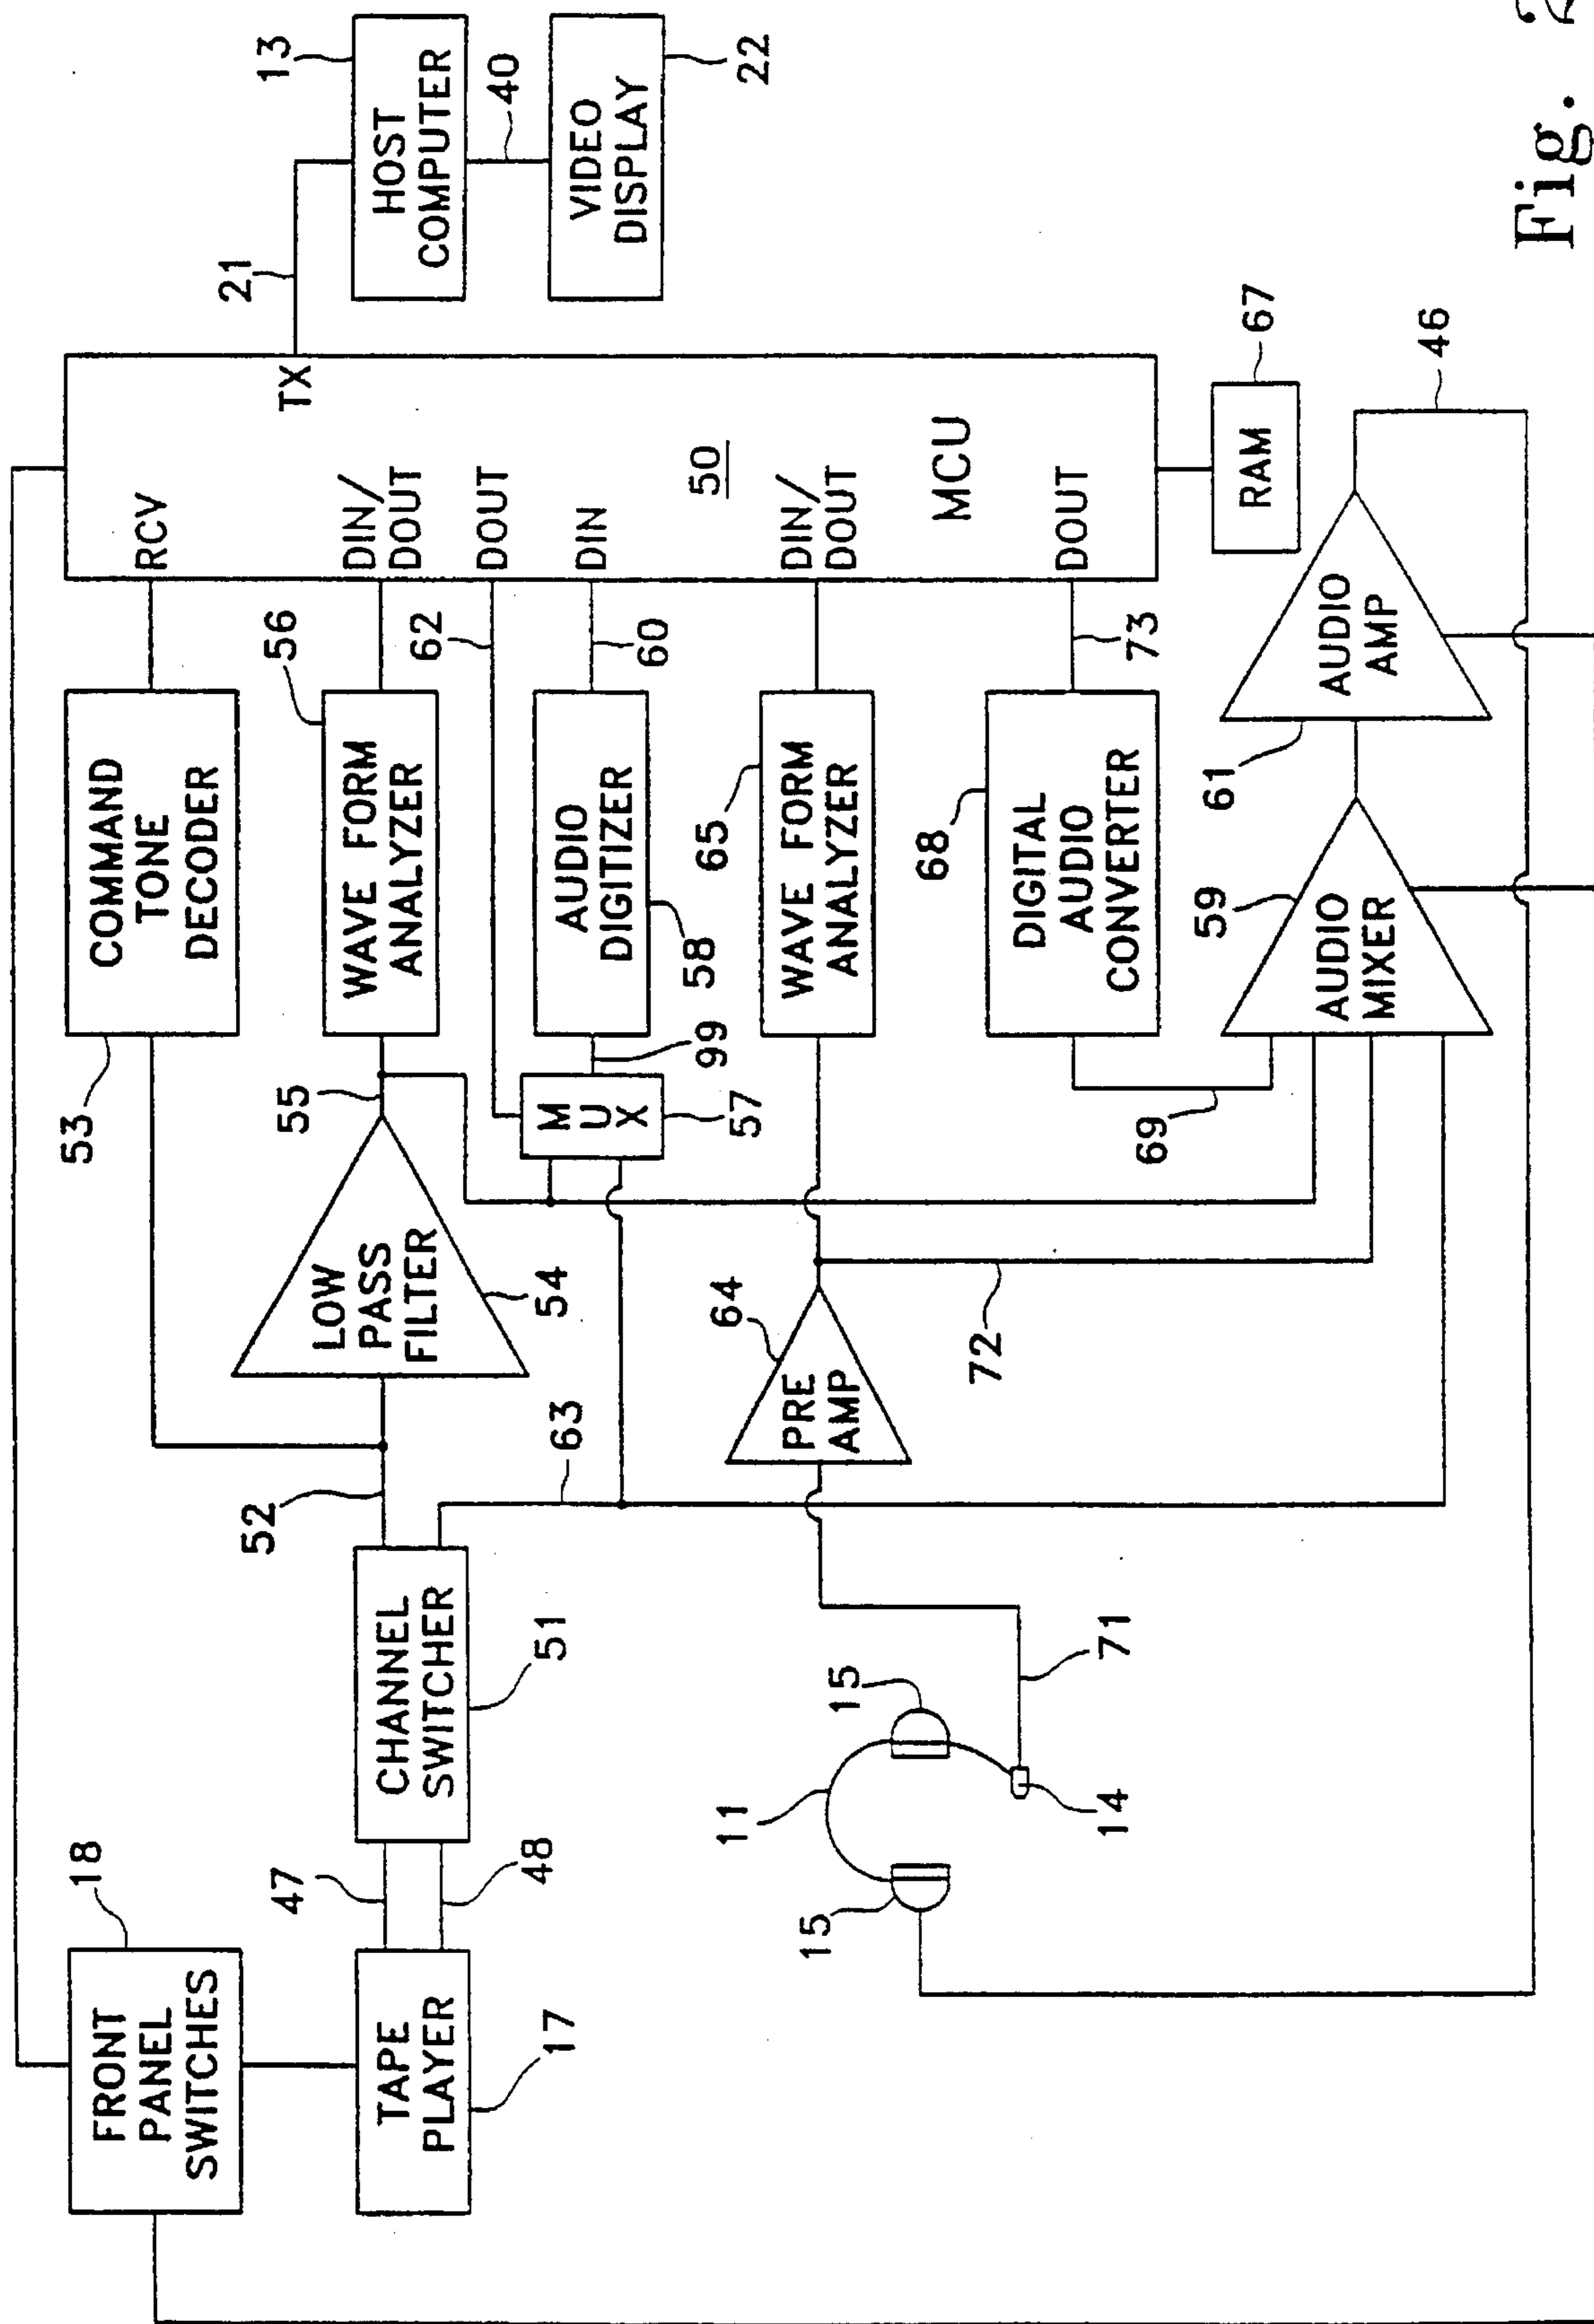 18
FRONT
PANEL
SWITCHES
TAPE
PLAYER
17
47
48
CHANNEL
SWITCHER
51
52
63
53
COMMAND
TONE
DECODER
LOW
PASS
FILTER
54
55
56
WAVE FORM
ANALYZER
62
MUX
57
99
AUDIO
DIGITIZER
58
60
11
15
15
14
71
PRE
AMP
64
72
65
WAVE FORM
ANALYZER
68
DIGITAL
AUDIO
CONVERTER
69
73
59
AUDIO
MIXER
61
AUDIO
AMP
46
RCV
TX
DIN/
DOUT
DOUT
DIN
50
DIN/
DOUT
MCU
DOUT
RAM
67
21
13
HOST
COMPUTER
40
VIDEO
DISPLAY
22
Fig. 2